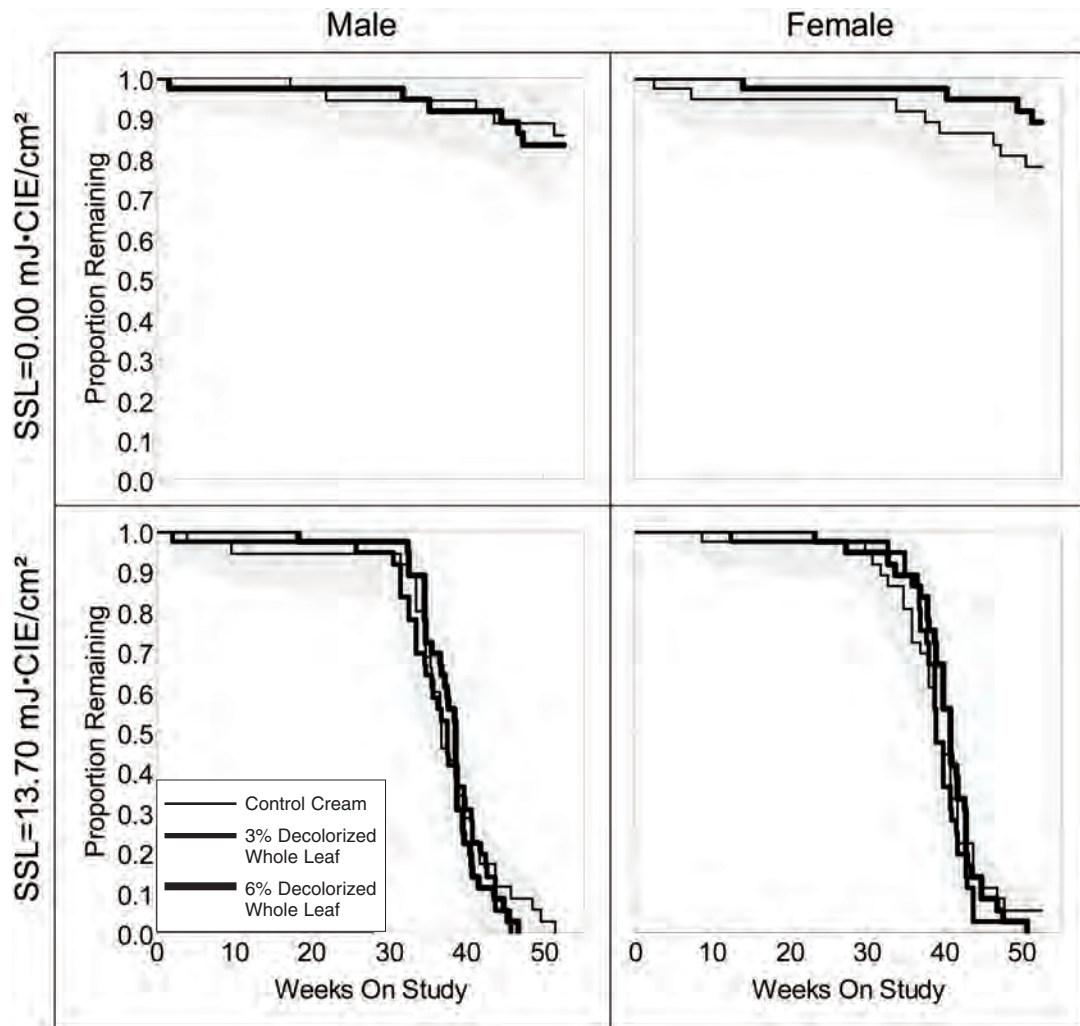 Male
Female
SSL=0.00 mJ•CIE/cm²
Proportion Remaining
1.0
0.9
0.8
0.7
0.6
0.5
0.4
0.3
0.2
0.1
0.0
SSL=13.70 mJ•CIE/cm²
Proportion Remaining
1.0
0.9
0.8
0.7
0.6
0.5
0.4
0.3
0.2
0.1
0.0
Control Cream
3% Decolorized
Whole Leaf
6% Decolorized
Whole Leaf
0 10 20 30 40 50
Weeks On Study
0 10 20 30 40 50
Weeks On Study